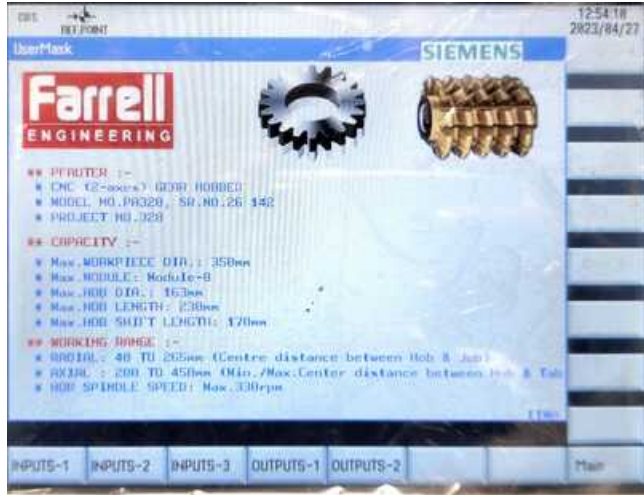 REF.POINT
12:54:18
2023/04/27
UserMask
SIEMENS
Farrell
ENGINEERING
** PFAUTER :-
* CNC (2-axes) GEAR HOBBER
* MODEL NO.PA320, SR.NO.26 142
* PROJECT NO.320
** CAPACITY :-
* Max.WORKPIECE DIA.: 350mm
* Max.MODULE: Module-8
* Max.HOB DIA.: 163mm
* Max.HOB LENGTH: 230mm
* Max.HOB SHIFT LENGTH: 170mm
** WORKING RANGE :-
* RADIAL: 40 TO 265mm (Centre distance between Hob & Job)
* AXIAL : 200 TO 450mm (Min./Max.Center distance between Hob & Tab
* HOB SPINDLE SPEED: Max.330rpm
INPUTS-1 INPUTS-2 INPUTS-3 OUTPUTS-1 OUTPUTS-2 Main